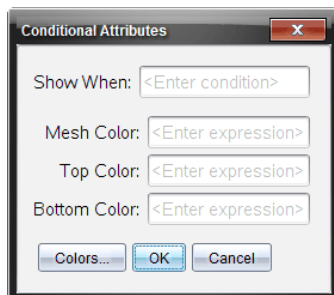 Conditional Attributes
Show When: <Enter condition>
Mesh Color: <Enter expression>
Top Color: <Enter expression>
Bottom Color: <Enter expression>
Colors... OK Cancel